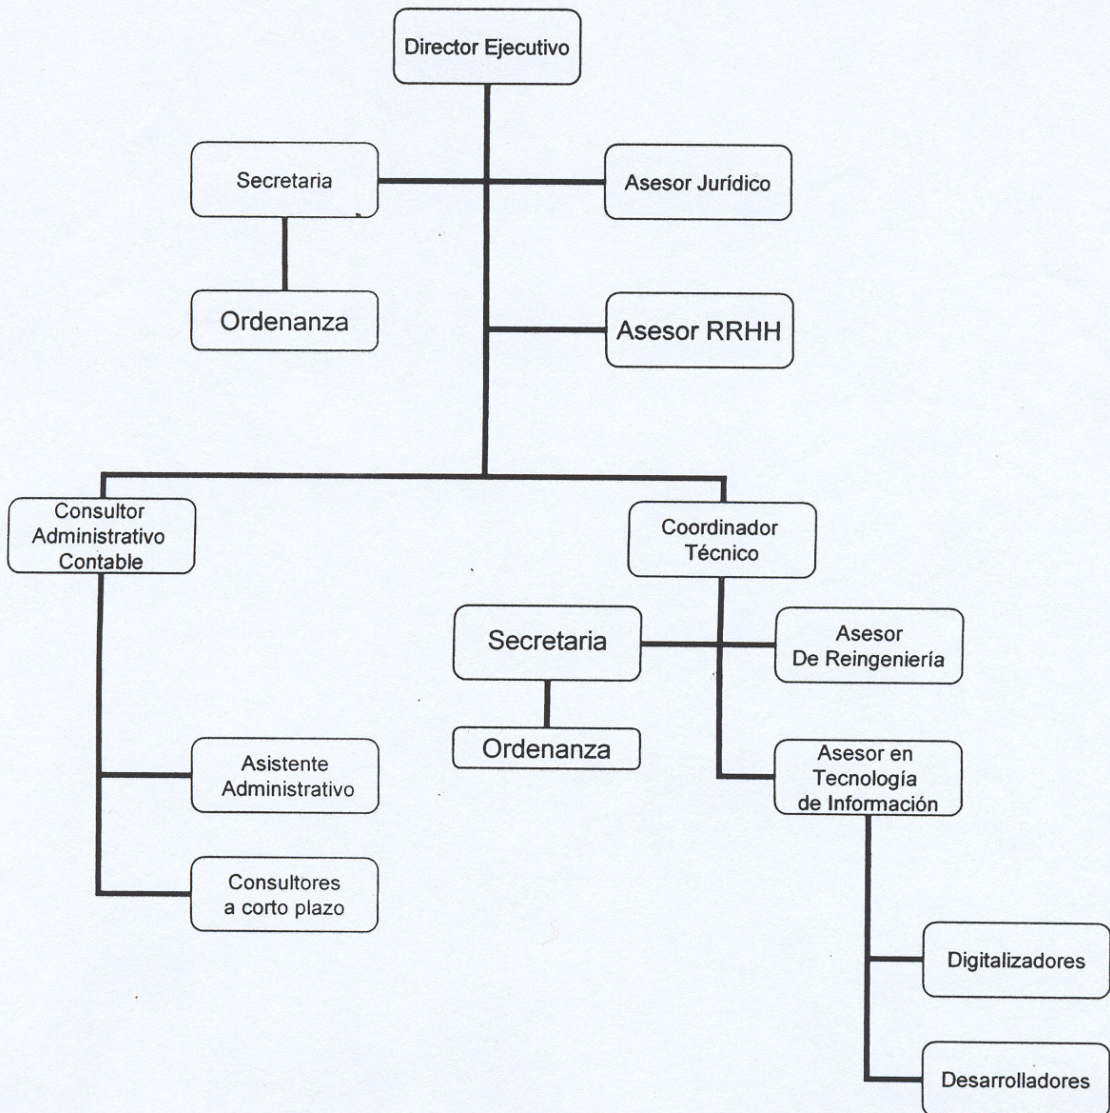 Director Ejecutivo
Secretaria
Asesor Jurídico
Ordenanza
Asesor RRHH
Consultor
Administrativo
Contable
Coordinador
Técnico
Secretaria
Asesor
De Reingeniería
Ordenanza
Asesor en
Tecnología
de Información
Asistente
Administrativo
Consultores
a corto plazo
Digitalizadores
Desarrolladores